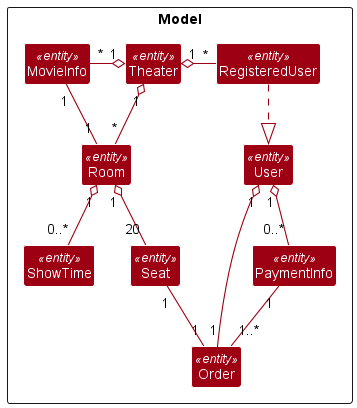 Model
«entity»
MovieInfo
* 1
«entity»
Theater
1 *
«entity»
RegisteredUser
1
1
1
*
«entity»
Room
«entity»
User
1
1
1
1
0..*
20
0..*
«entity»
ShowTime
«entity»
Seat
«entity»
PaymentInfo
1
1
1
1..*
«entity»
Order